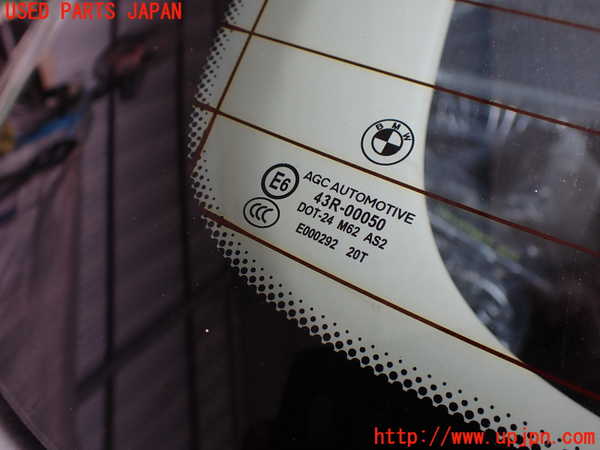 USED PARTS JAPAN
BMW
E6
AGC AUTOMOTIVE
43R-00050
CCC
DOT-24 M62 AS2
E000292 20T
http://www.upjpn.com